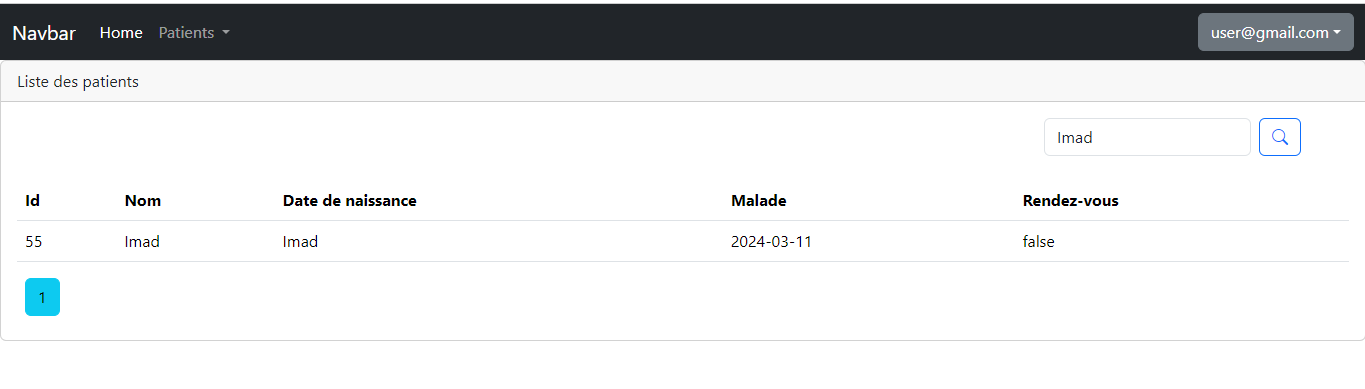 Navbar Home Patients user@gmail.com
Liste des patients
Imad
Id Nom Date de naissance Malade Rendez-vous
55 Imad Imad 2024-03-11 false
1